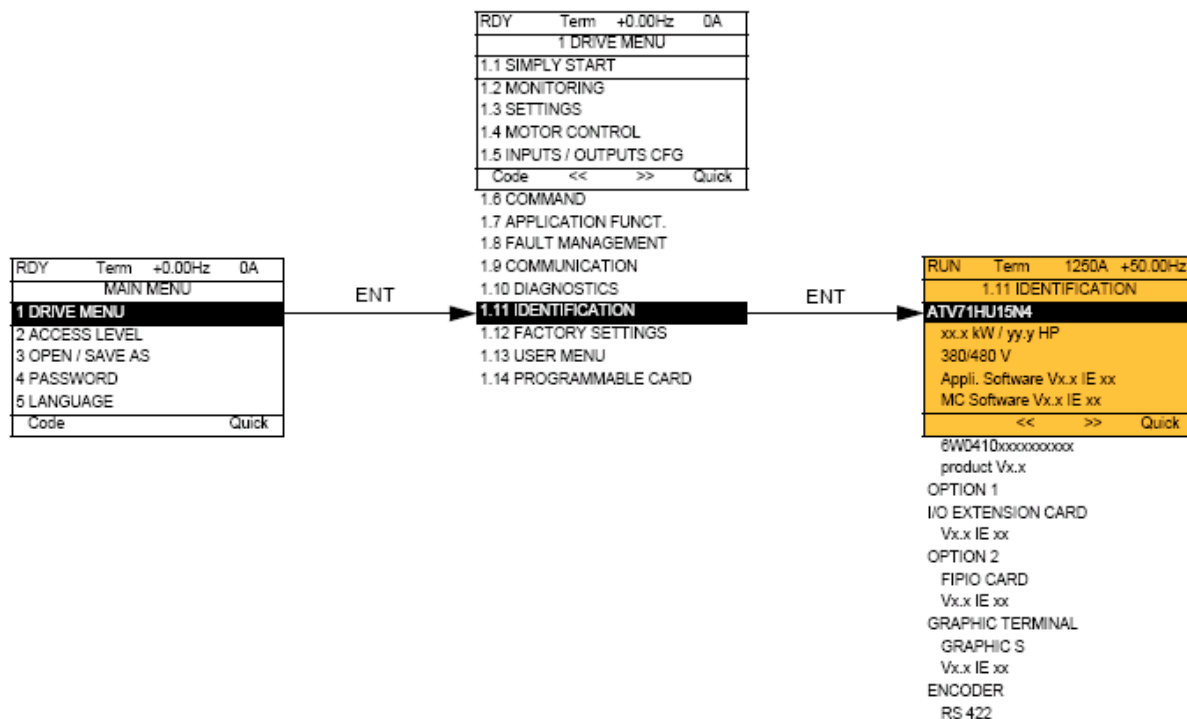 RDY Term +0.00Hz 0A
MAIN MENU
1 DRIVE MENU
2 ACCESS LEVEL
3 OPEN / SAVE AS
4 PASSWORD
5 LANGUAGE
Code Quick
ENT
RDY Term +0.00Hz 0A
1 DRIVE MENU
1.1 SIMPLY START
1.2 MONITORING
1.3 SETTINGS
1.4 MOTOR CONTROL
1.5 INPUTS / OUTPUTS CFG
Code << >> Quick
1.6 COMMAND
1.7 APPLICATION FUNCT.
1.8 FAULT MANAGEMENT
1.9 COMMUNICATION
1.10 DIAGNOSTICS
1.11 IDENTIFICATION
1.12 FACTORY SETTINGS
1.13 USER MENU
1.14 PROGRAMMABLE CARD
ENT
RUN Term 1250A +50.00Hz
1.11 IDENTIFICATION
ATV71HU15N4
xx.x kW / yy.y HP
380/480 V
Appli. Software Vx.x IE xx
MC Software Vx.x IE xx
<< >> Quick
6W0410xxxxxxxxxx
product Vx.x
OPTION 1
I/O EXTENSION CARD
Vx.x IE xx
OPTION 2
FIPIO CARD
Vx.x IE xx
GRAPHIC TERMINAL
GRAPHIC S
Vx.x IE xx
ENCODER
RS 422